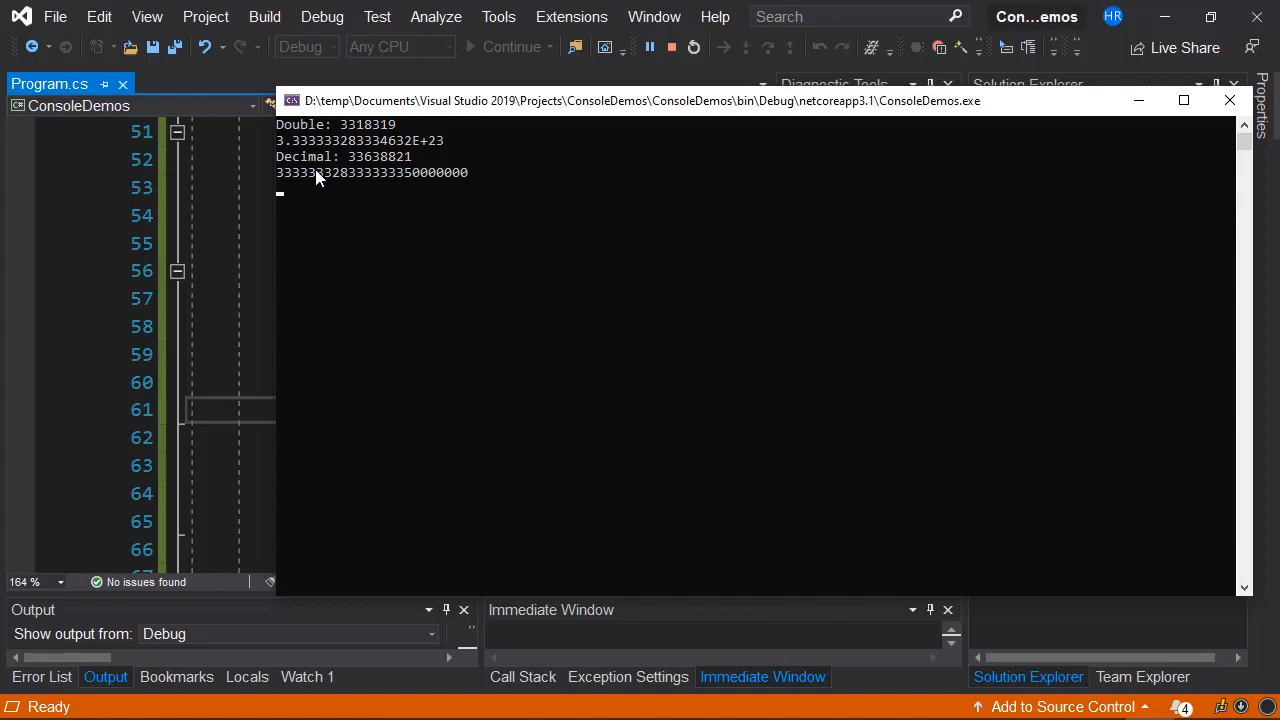 File Edit View Project Build Debug Test Analyze Tools Extensions Window Help Search Con...emos HR
Debug Any CPU Continue Live Share
Program.cs Diagnostic Tools Solution Explorer
ConsoleDemos
Properties
D:\temp\Documents\Visual Studio 2019\Projects\ConsoleDemos\ConsoleDemos\bin\Debug\netcoreapp3.1\ConsoleDemos.exe
Double: 3318319
3.333333283334632E+23
Decimal: 33638821
51
52
53
54
55
56
57
58
59
60
61
62
63
64
65
66
164 % No issues found
Output Immediate Window
Show output from: Debug
Error List Output Bookmarks Locals Watch 1 Call Stack Exception Settings Immediate Window Solution Explorer Team Explorer
Ready Add to Source Control 4